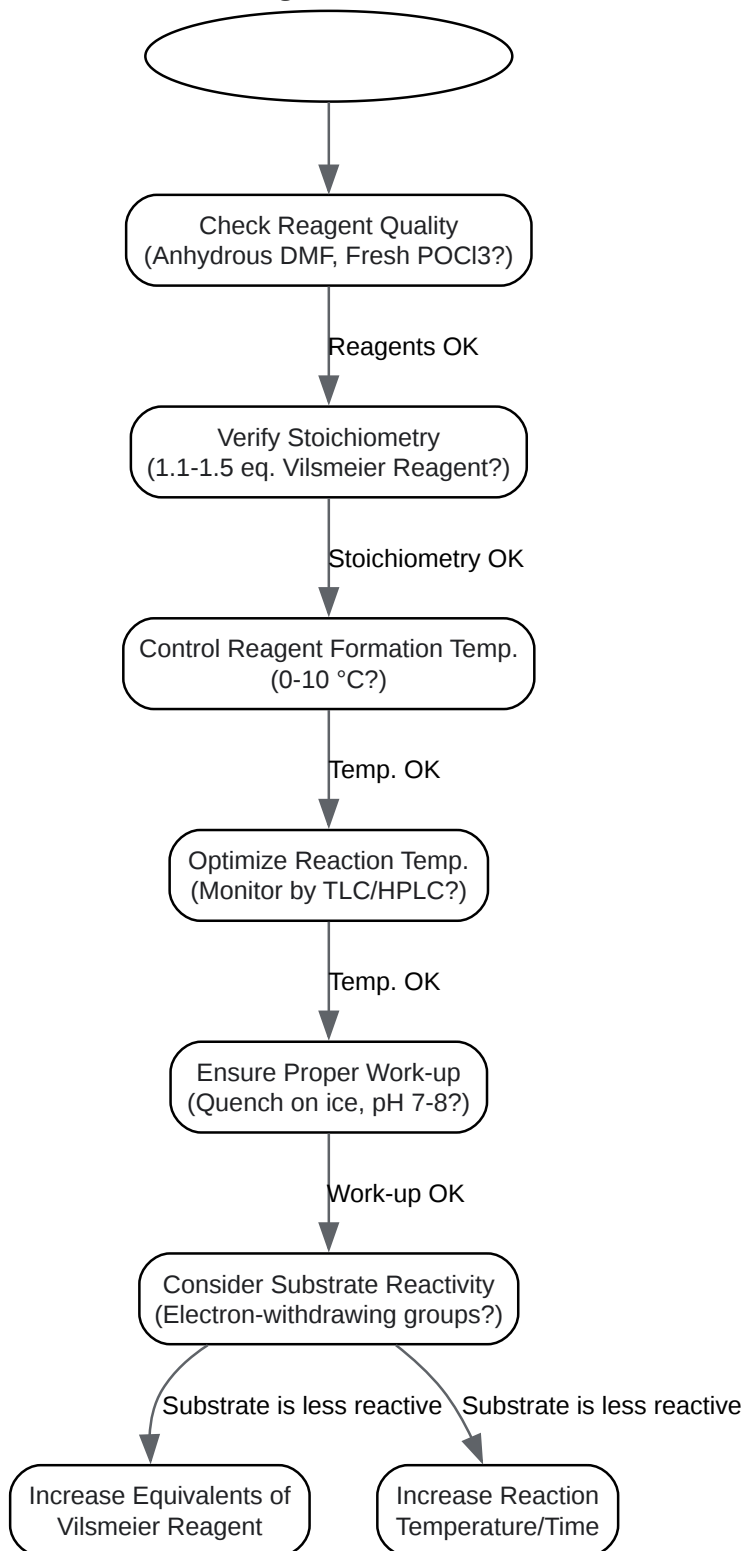 Check Reagent Quality
(Anhydrous DMF, Fresh POCl3?)
Reagents OK
Verify Stoichiometry
(1.1-1.5 eq. Vilsmeier Reagent?)
Stoichiometry OK
Control Reagent Formation Temp.
(0-10 °C?)
Temp. OK
Optimize Reaction Temp.
(Monitor by TLC/HPLC?)
Temp. OK
Ensure Proper Work-up
(Quench on ice, pH 7-8?)
Work-up OK
Consider Substrate Reactivity
(Electron-withdrawing groups?)
Substrate is less reactive
Substrate is less reactive
Increase Equivalents of
Vilsmeier Reagent
Increase Reaction
Temperature/Time